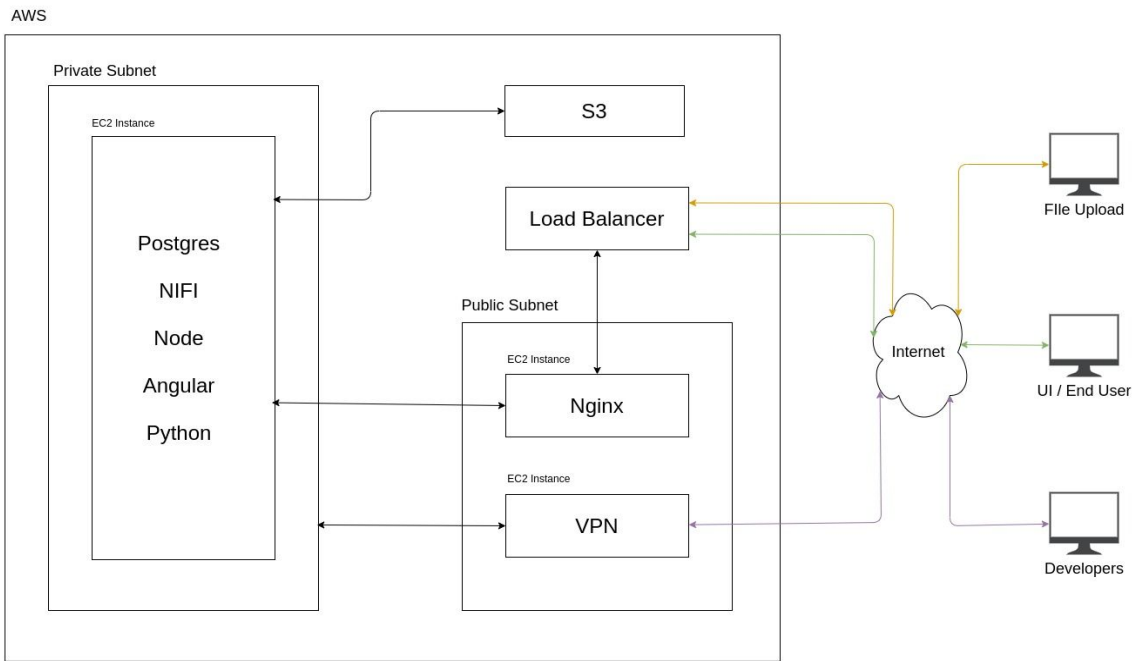 AWS
Private Subnet
EC2 Instance
Postgres
NIFI
Node
Angular
Python
S3
Load Balancer
Public Subnet
EC2 Instance
Nginx
EC2 Instance
VPN
Internet
FIle Upload
UI / End User
Developers